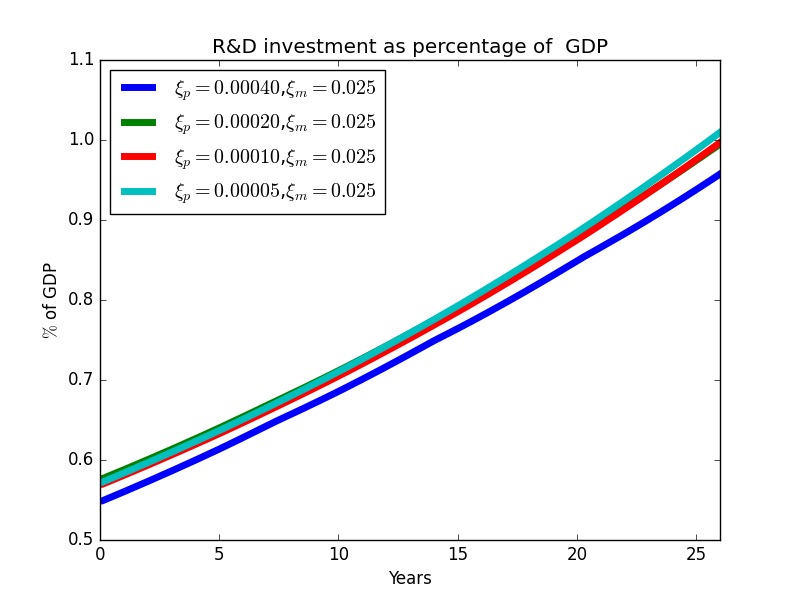 R&D investment as percentage of GDP
ξₚ = 0.00040,ξₘ = 0.025
ξₚ = 0.00020,ξₘ = 0.025
ξₚ = 0.00010,ξₘ = 0.025
ξₚ = 0.00005,ξₘ = 0.025
% of GDP
1.1
1.0
0.9
0.8
0.7
0.6
0.5
0 5 10 15 20 25
Years